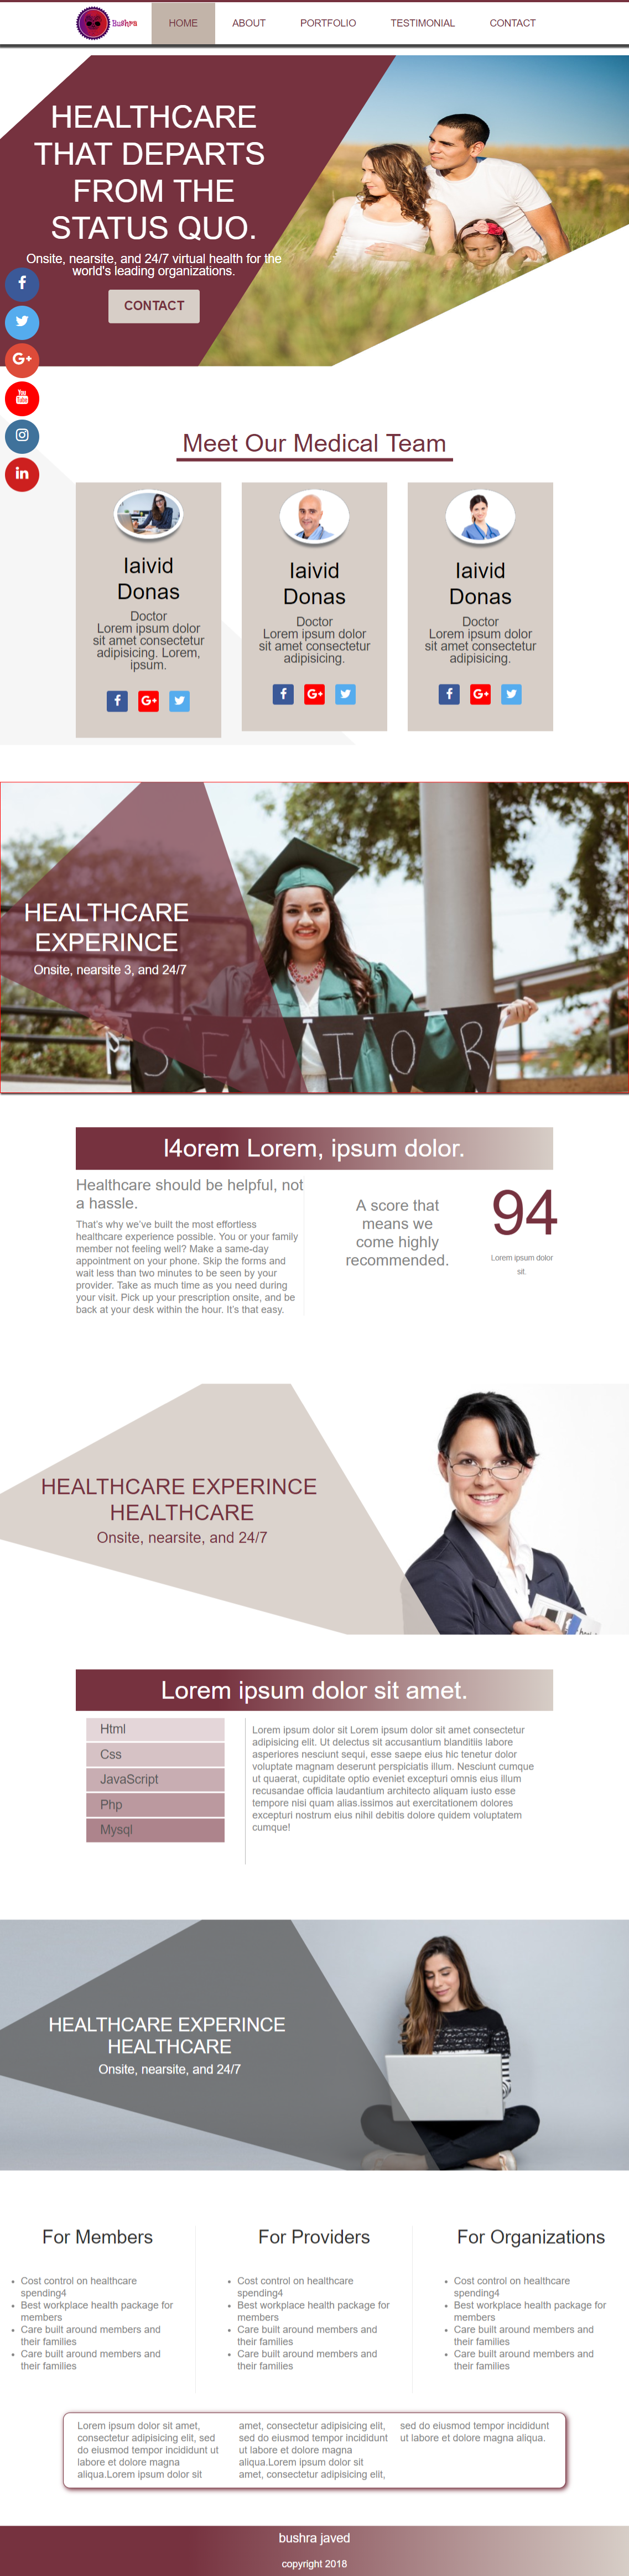 Bushra
HOME
ABOUT
PORTFOLIO
TESTIMONIAL
CONTACT
HEALTHCARE
THAT DEPARTS
FROM THE
STATUS QUO.
Onsite, nearsite, and 24/7 virtual health for the
world's leading organizations.
CONTACT
You
Tube
Meet Our Medical Team
Iaivid
Donas
Doctor
Lorem ipsum dolor
sit amet consectetur
adipisicing. Lorem,
ipsum.
Iaivid
Donas
Doctor
Lorem ipsum dolor
sit amet consectetur
adipisicing.
Iaivid
Donas
Doctor
Lorem ipsum dolor
sit amet consectetur
adipisicing.
HEALTHCARE
EXPERINCE
Onsite, nearsite 3, and 24/7
SENIOR
l4orem Lorem, ipsum dolor.
Healthcare should be helpful, not
a hassle.
That's why we've built the most effortless
healthcare experience possible. You or your family
member not feeling well? Make a same-day
appointment on your phone. Skip the forms and
wait less than two minutes to be seen by your
provider. Take as much time as you need during
your visit. Pick up your prescription onsite, and be
back at your desk within the hour. It's that easy.
A score that
means we
come highly
recommended.
94
Lorem ipsum dolor
sit.
HEALTHCARE EXPERINCE
HEALTHCARE
Onsite, nearsite, and 24/7
Lorem ipsum dolor sit amet.
Html
Css
JavaScript
Php
Mysql
Lorem ipsum dolor sit Lorem ipsum dolor sit amet consectetur
adipisicing elit. Ut delectus sit accusantium blanditiis labore
asperiores nesciunt sequi, esse saepe eius hic tenetur dolor
voluptate magnam deserunt perspiciatis illum. Nesciunt cumque
ut quaerat, cupiditate optio eveniet excepturi omnis eius illum
recusandae officia laudantium architecto aliquam iusto esse
tempore nisi quam alias.issimos aut exercitationem dolores
excepturi nostrum eius nihil debitis dolore quidem voluptatem
cumque!
HEALTHCARE EXPERINCE
HEALTHCARE
Onsite, nearsite, and 24/7
For Members
Cost control on healthcare
spending4
Best workplace health package for
members
Care built around members and
their families
Care built around members and
their families
For Providers
Cost control on healthcare
spending4
Best workplace health package for
members
Care built around members and
their families
Care built around members and
their families
For Organizations
Cost control on healthcare
spending4
Best workplace health package for
members
Care built around members and
their families
Care built around members and
their families
Lorem ipsum dolor sit amet,
consectetur adipisicing elit, sed
do eiusmod tempor incididunt ut
labore et dolore magna
aliqua.Lorem ipsum dolor sit
amet, consectetur adipisicing elit,
sed do eiusmod tempor incididunt
ut labore et dolore magna
aliqua.Lorem ipsum dolor sit
amet, consectetur adipisicing elit,
sed do eiusmod tempor incididunt
ut labore et dolore magna aliqua.
bushra javed
copyright 2018